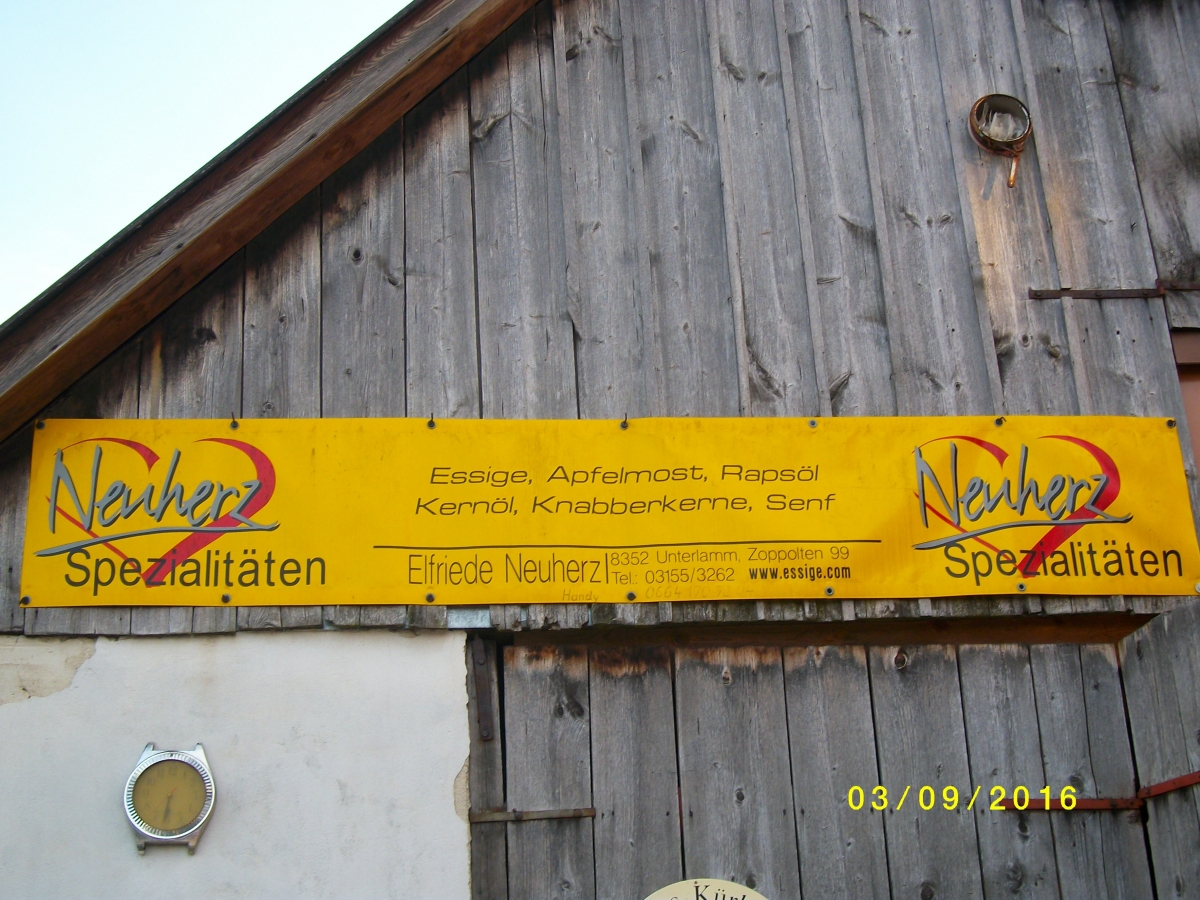 Neuherz
Spezialitäten
Essige, Apfelmost, Rapsöl
Kernöl, Knabberkerne, Senf
Elfriede Neuherz
8352 Unterlamm, Zoppolten 99
Tel.: 03155/3262 www.essige.com
Handy 0664
Neuherz
Spezialitäten
03/09/2016